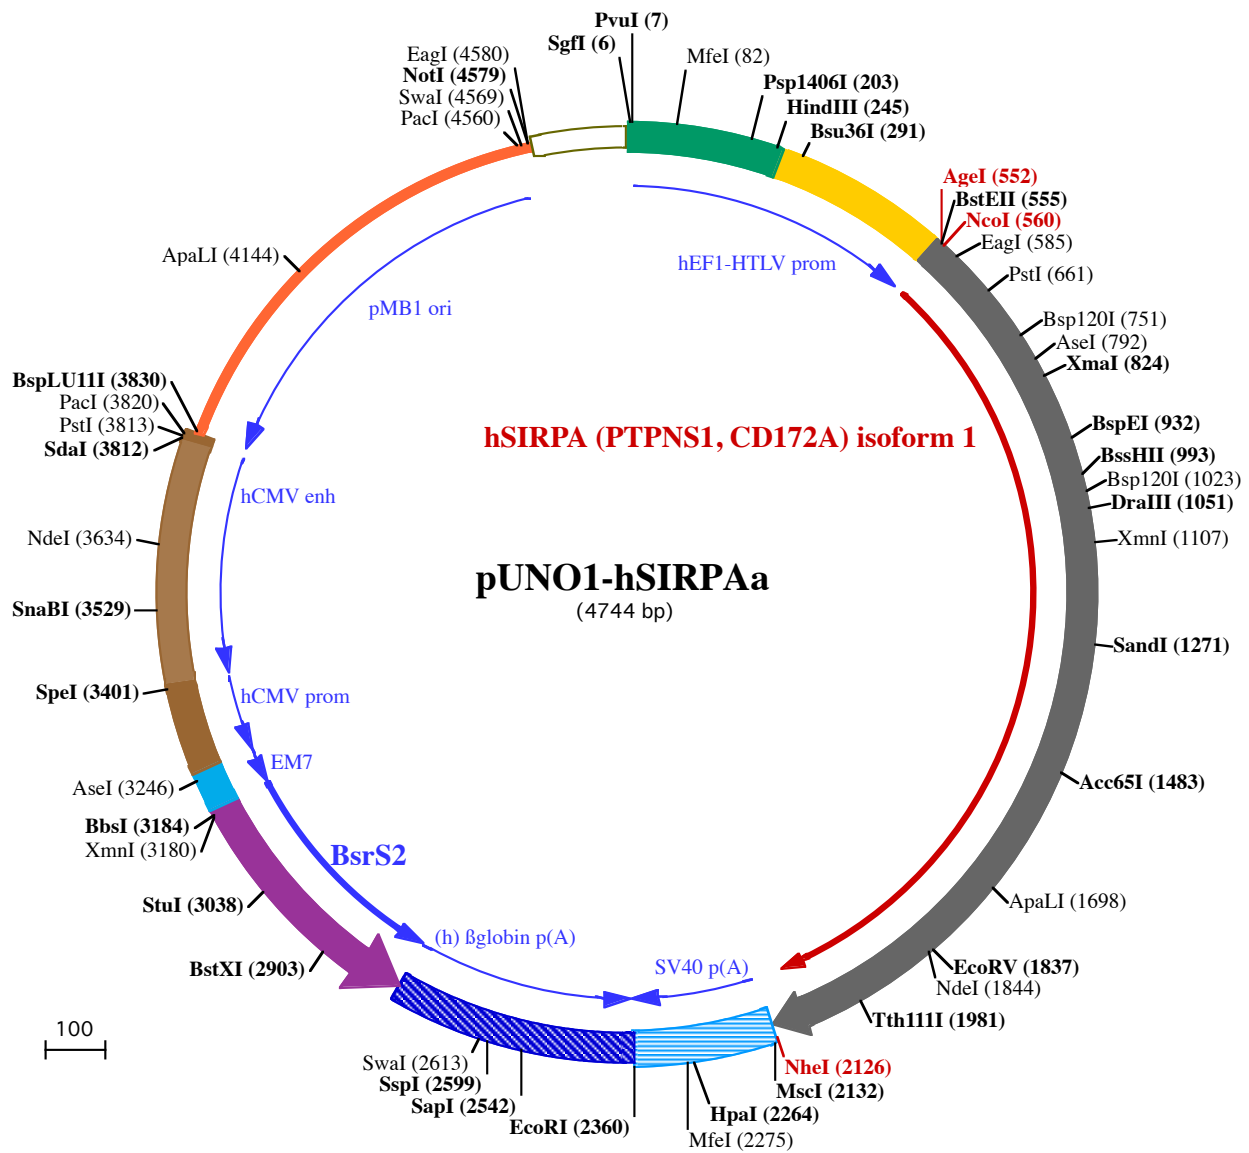 PvuI (7)
SgfI (6)
MfeI (82)
Psp1406I (203)
HindIII (245)
Bsu36I (291)
AgeI (552)
BstEII (555)
NcoI (560)
EagI (585)
PstI (661)
Bsp120I (751)
AseI (792)
XmaI (824)
BspEI (932)
BssHII (993)
Bsp120I (1023)
DraIII (1051)
XmnI (1107)
SandI (1271)
Acc65I (1483)
ApaLI (1698)
EcoRV (1837)
NdeI (1844)
Tth111I (1981)
NheI (2126)
MscI (2132)
HpaI (2264)
MfeI (2275)
EcoRI (2360)
SapI (2542)
SspI (2599)
SwaI (2613)
BstXI (2903)
StuI (3038)
XmnI (3180)
BbsI (3184)
AseI (3246)
SpeI (3401)
SnaBI (3529)
NdeI (3634)
SdaI (3812)
PstI (3813)
PacI (3820)
BspLU11I (3830)
ApaLI (4144)
PacI (4560)
SwaI (4569)
NotI (4579)
EagI (4580)
hEF1-HTLV prom
pMB1 ori
hSIRPA (PTPNS1, CD172A) isoform 1
hCMV enh
pUNO1-hSIRPAa
(4744 bp)
hCMV prom
EM7
BsrS2
(h) ßglobin p(A)
SV40 p(A)
100